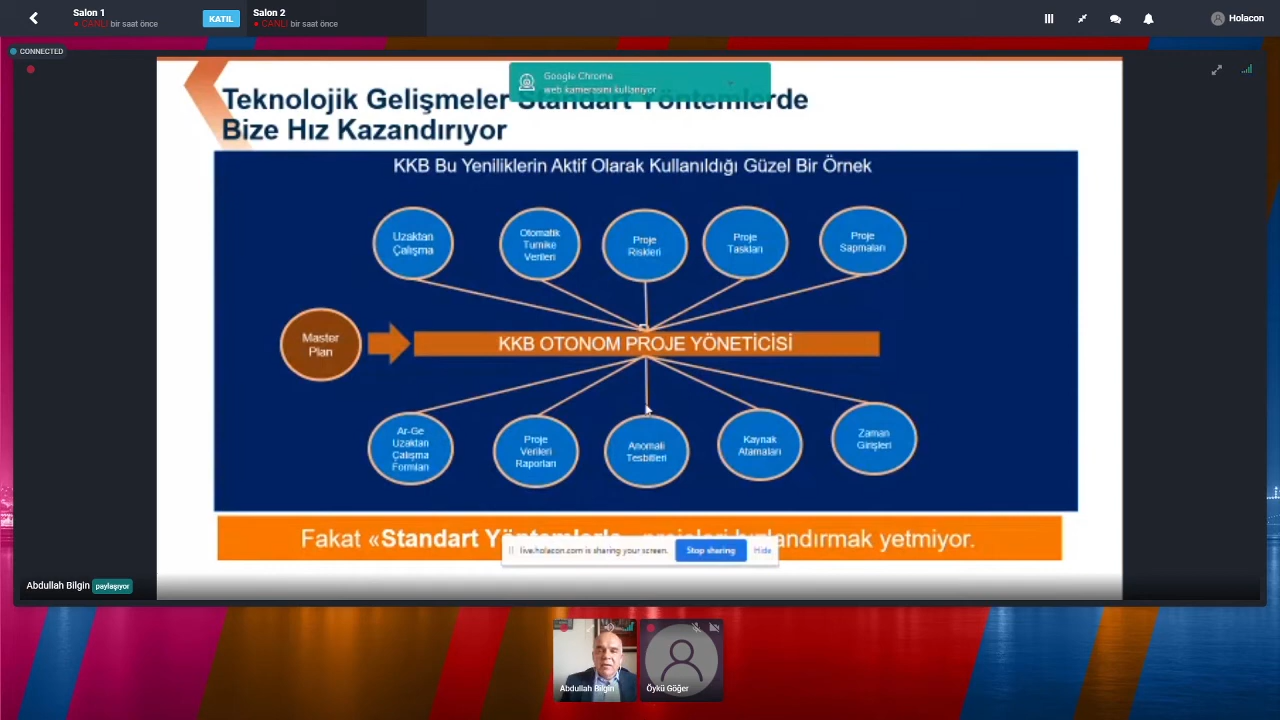 Salon 1
CANLI bir saat önce
KATIL
Salon 2
CANLI bir saat önce
Holacon
CONNECTED
Google Chrome
web kamerasını kullanıyor
Teknolojik Gelişmeler Standart Yöntemlerde
Bize Hız Kazandırıyor
KKB Bu Yeniliklerin Aktif Olarak Kullanıldığı Güzel Bir Örnek
Uzaktan
Çalışma
Otomatik
Turnike
Verileri
Proje
Riskleri
Proje
Taskları
Proje
Sapmaları
Master
Plan
KKB OTONOM PROJE YÖNETİCİSİ
Ar-Ge
Uzaktan
Çalışma
Formları
Proje
Verileri
Raporları
Anomali
Tesbitleri
Kaynak
Atamaları
Zaman
Girişleri
Fakat «Standart Yöntemlerle projeleri hızlandırmak yetmiyor.
live.holacon.com is sharing your screen.
Stop sharing
Hide
Abdullah Bilgin paylaşıyor
Abdullah Bilgin
Öykü Göğer